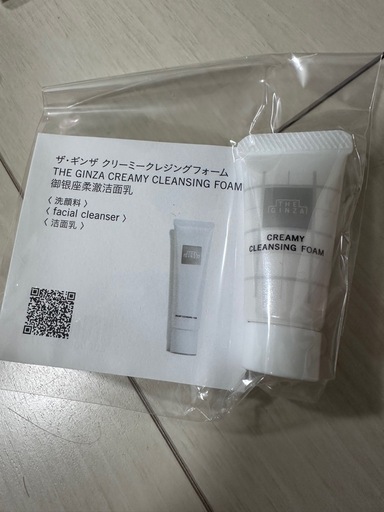 ザ・ギンザ クリーミークレジングフォーム
THE GINZA CREAMY CLEANSING FOAM
御银座柔澈洁面乳
〈 洗顔料 〉
〈 facial cleanser 〉
〈 洁面乳 〉
THE
GINZA
CREAMY
CLEANSING FOAM